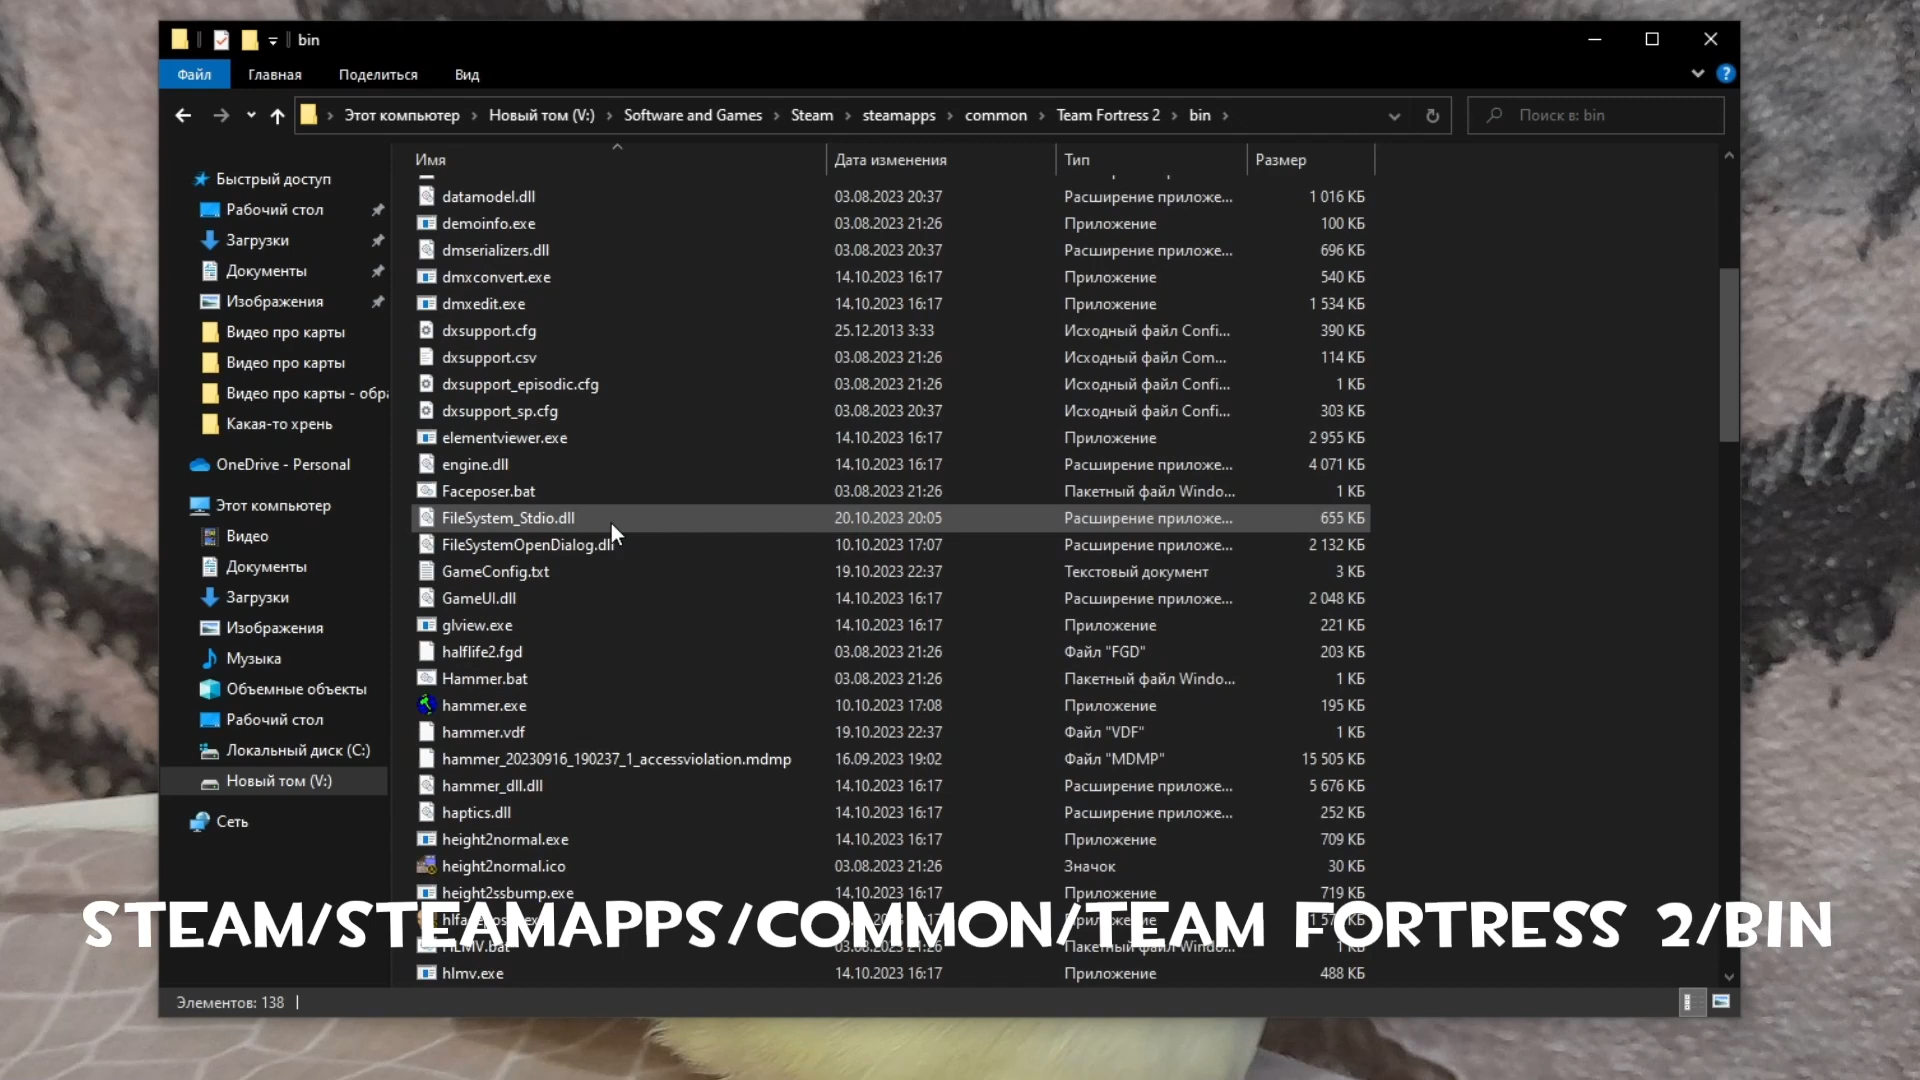 bin
Файл Главная Поделиться Вид
Этот компьютер Новый том (V:) Software and Games Steam steamapps common Team Fortress 2 bin Поиск в: bin
Имя Дата изменения Тип Размер
Быстрый доступ
Рабочий стол
Загрузки
Документы
Изображения
Видео про карты
Видео про карты
Видео про карты - обра
Какая-то хрень
OneDrive - Personal
Этот компьютер
Видео
Документы
Загрузки
Изображения
Музыка
Объемные объекты
Рабочий стол
Локальный диск (C:)
Новый том (V:)
Сеть
datamodel.dll 03.08.2023 20:37 Расширение приложе... 1 016 КБ
demoinfo.exe 03.08.2023 21:26 Приложение 100 КБ
dmserializers.dll 03.08.2023 20:37 Расширение приложе... 696 КБ
dmxconvert.exe 14.10.2023 16:17 Приложение 540 КБ
dmxedit.exe 14.10.2023 16:17 Приложение 1 534 КБ
dxsupport.cfg 25.12.2013 3:33 Исходный файл Confi... 390 КБ
dxsupport.csv 03.08.2023 21:26 Исходный файл Com... 114 КБ
dxsupport_episodic.cfg 03.08.2023 21:26 Исходный файл Confi... 1 КБ
dxsupport_sp.cfg 03.08.2023 20:37 Исходный файл Confi... 303 КБ
elementviewer.exe 14.10.2023 16:17 Приложение 2 955 КБ
engine.dll 14.10.2023 16:17 Расширение приложе... 4 071 КБ
Faceposer.bat 03.08.2023 21:26 Пакетный файл Windo... 1 КБ
FileSystem_Stdio.dll 20.10.2023 20:05 Расширение приложе... 655 КБ
FileSystemOpenDialog.dll 10.10.2023 17:07 Расширение приложе... 2 132 КБ
GameConfig.txt 19.10.2023 22:37 Текстовый документ 3 КБ
GameUI.dll 14.10.2023 16:17 Расширение приложе... 2 048 КБ
glview.exe 14.10.2023 16:17 Приложение 221 КБ
halflife2.fgd 03.08.2023 21:26 Файл "FGD" 203 КБ
Hammer.bat 03.08.2023 21:26 Пакетный файл Windo... 1 КБ
hammer.exe 10.10.2023 17:08 Приложение 195 КБ
hammer.vdf 19.10.2023 22:37 Файл "VDF" 1 КБ
hammer_20230916_190237_1_accessviolation.mdmp 16.09.2023 19:02 Файл "MDMP" 15 505 КБ
hammer_dll.dll 14.10.2023 16:17 Расширение приложе... 5 676 КБ
haptics.dll 14.10.2023 16:17 Расширение приложе... 252 КБ
height2normal.exe 14.10.2023 16:17 Приложение 709 КБ
height2normal.ico 03.08.2023 21:26 Значок 30 КБ
height2ssbump.exe 14.10.2023 16:17 Приложение 719 КБ
STEAM/STEAMAPPS/COMMON/TEAM FORTRESS 2/BIN
03.08.2023 21:26 Пакетный файл Windo... 1 КБ
hlmv.exe 14.10.2023 16:17 Приложение 488 КБ
Элементов: 138